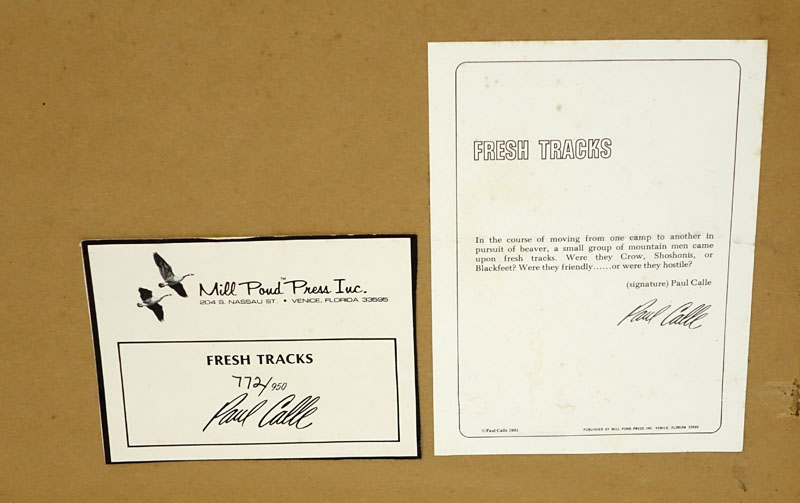 Mill Pond Press Inc.™
204 S. NASSAU ST. • VENICE, FLORIDA 33595
FRESH TRACKS
772/950
Paul Calle
FRESH TRACKS
In the course of moving from one camp to another in
pursuit of beaver, a small group of mountain men came
upon fresh tracks. Were they Crow, Shoshonis, or
Blackfeet? Were they friendly......or were they hostile?
(signature) Paul Calle
Paul Calle
© Paul Calle 1981
PUBLISHED BY MILL POND PRESS INC. VENICE, FLORIDA 33595